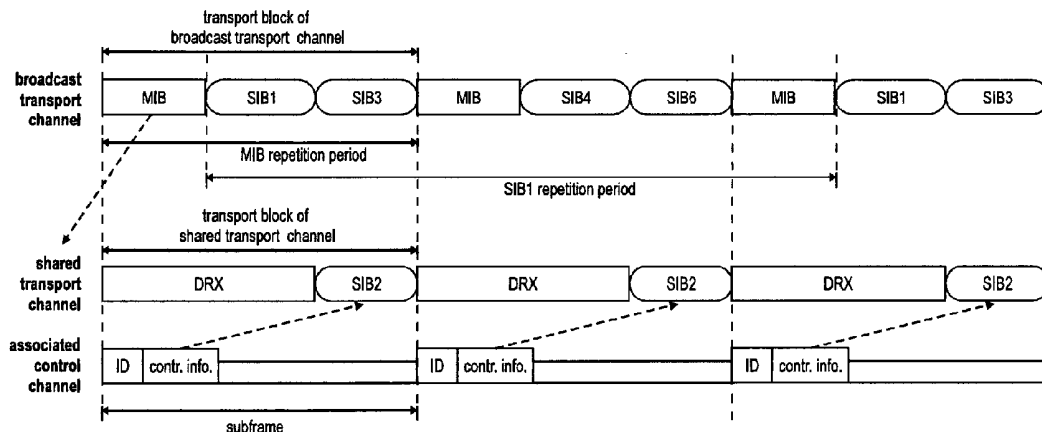 transport block of
broadcast transport channel
broadcast
transport
channel
MIB
SIB1
SIB3
MIB
SIB4
SIB6
MIB
SIB1
SIB3
MIB repetition period
SIB1 repetition period
transport block of
shared transport channel
shared
transport
channel
DRX
SIB2
DRX
SIB2
DRX
SIB2
associated
control
channel
ID
contr. info.
ID
contr. info.
ID
contr. info.
subframe